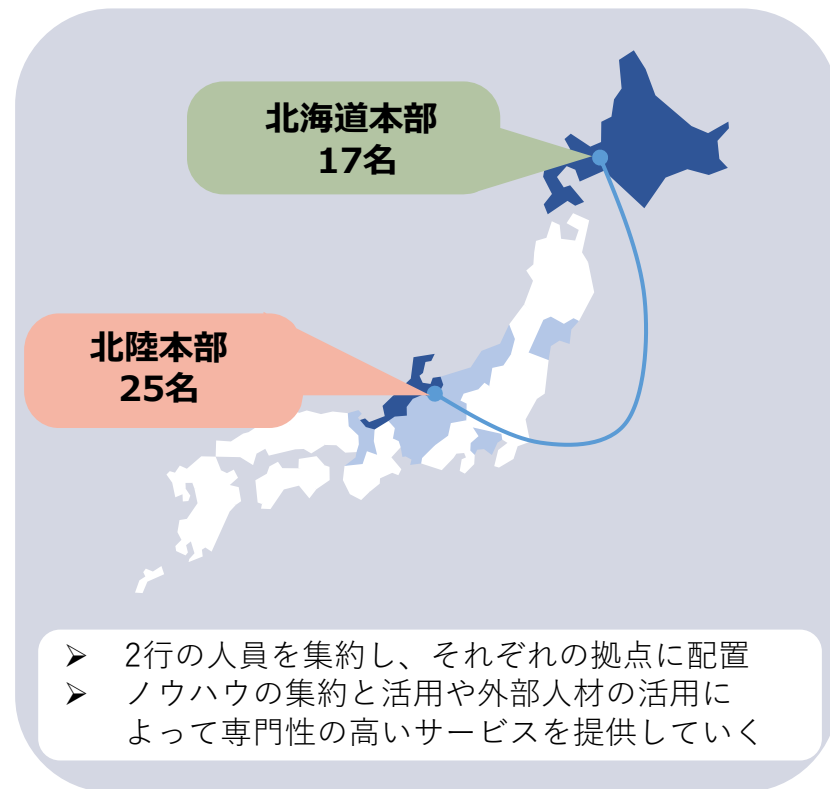 北海道本部
17名
北陸本部
25名
➢ 2行の人員を集約し、それぞれの拠点に配置
➢ ノウハウの集約と活用や外部人材の活用に
よって専門性の高いサービスを提供していく